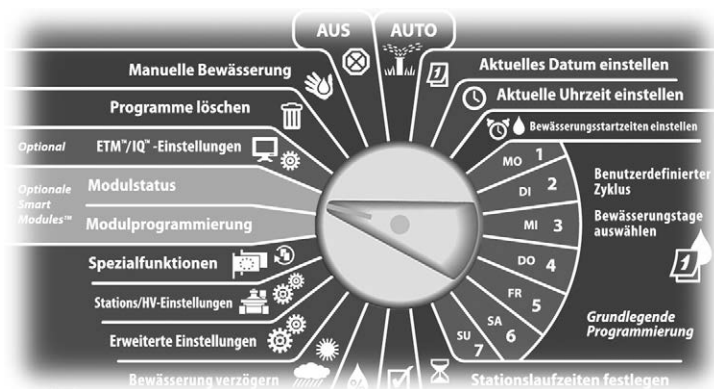 AUS
AUTO
Manuelle Bewässerung
Programme löschen
Optional
ETM™/IQ™ -Einstellungen
Optionale
Smart
Modules™
Modulstatus
Modulprogrammierung
Spezialfunktionen
Stations/HV-Einstellungen
Erweiterte Einstellungen
Bewässerung verzögern
Aktuelles Datum einstellen
Aktuelle Uhrzeit einstellen
Bewässerungsstartzeiten einstellen
MO 1
DI 2
MI 3
DO 4
FR 5
SA 6
SU 7
Benutzerdefinierter
Zyklus
Bewässerungstage
auswählen
1
1
Grundlegende
Programmierung
Stationslaufzeiten festlegen
%